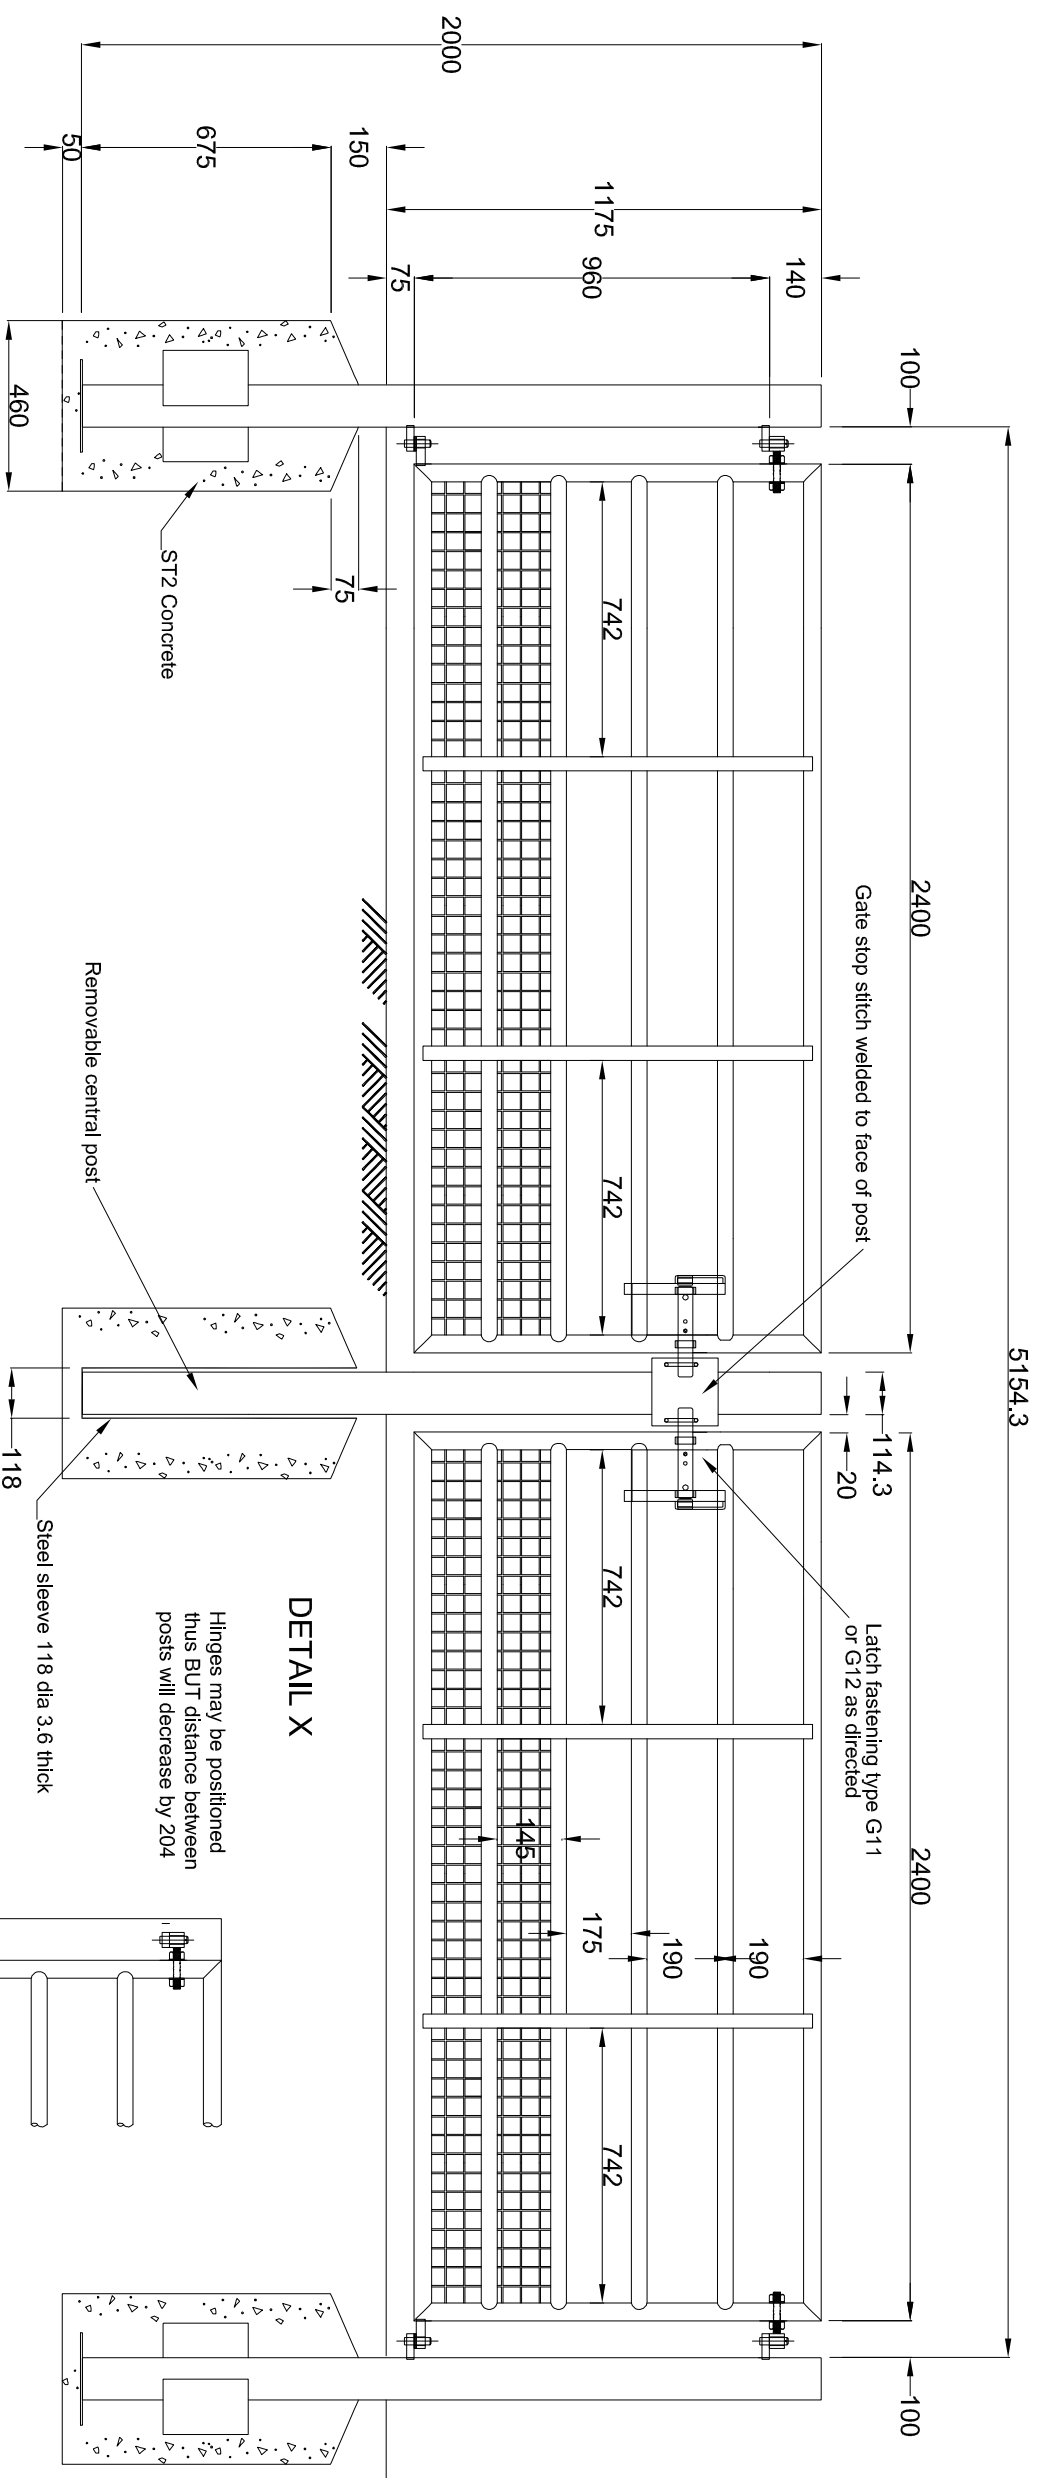 5154.3
100
2400
114.3
20
2400
100
Gate stop stitch welded to face of post
Latch fastening type G11
or G12 as directed
2000
1175
140
960
75
150
675
50
460
75
ST2 Concrete
742
742
742
742
190
190
175
145
Removable central post
118
Steel sleeve 118 dia 3.6 thick
DETAIL X
Hinges may be positioned
thus BUT distance between
posts will decrease by 204